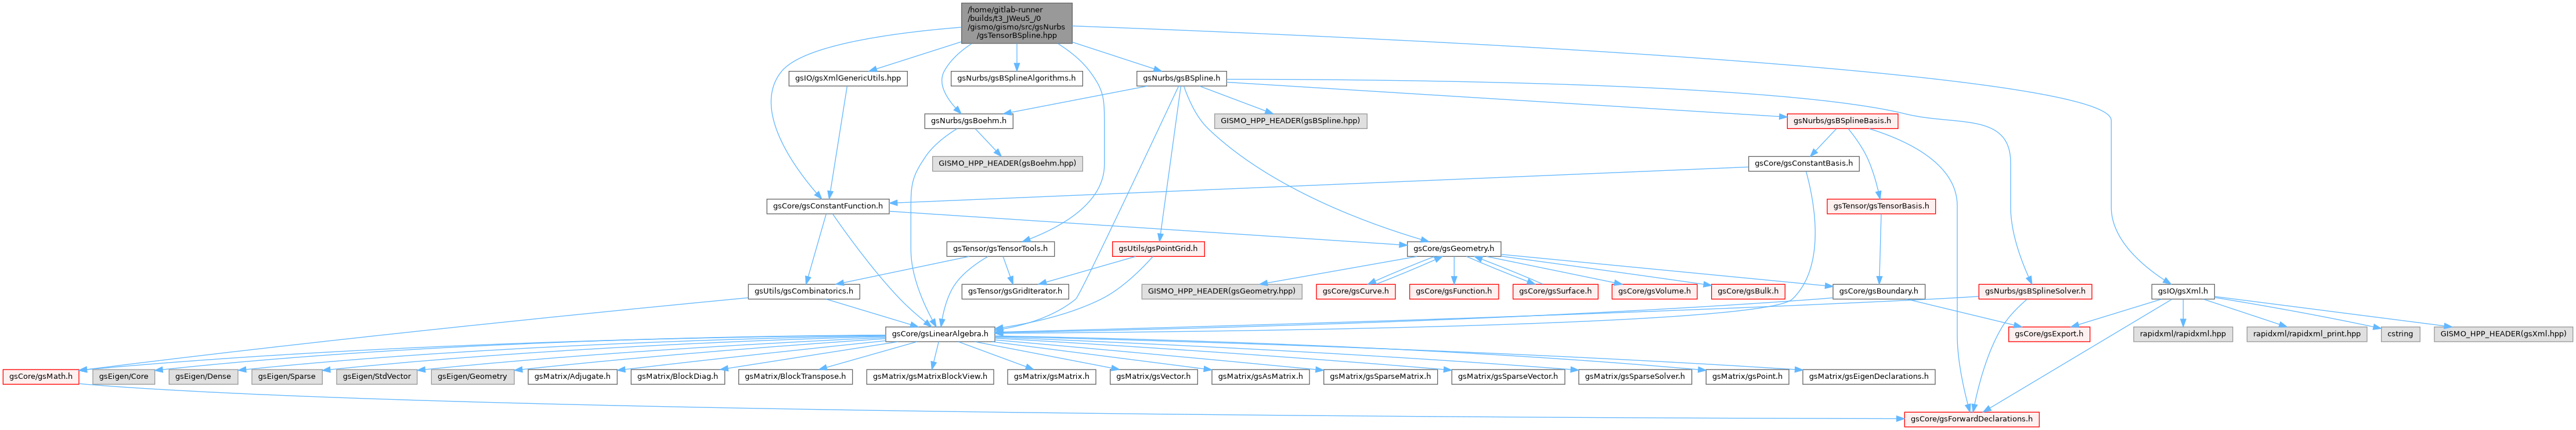 /home/gitlab-runner
/builds/t3_JWeu5_/0
/gismo/gismo/src/gsNurbs
/gsTensorBSpline.hpp
gsIO/gsXmlGenericUtils.hpp
gsNurbs/gsBSplineAlgorithms.h
gsNurbs/gsBSpline.h
gsNurbs/gsBoehm.h
GISMO_HPP_HEADER(gsBSpline.hpp)
gsNurbs/gsBSplineBasis.h
GISMO_HPP_HEADER(gsBoehm.hpp)
gsCore/gsConstantBasis.h
gsCore/gsConstantFunction.h
gsTensor/gsTensorBasis.h
gsTensor/gsTensorTools.h
gsUtils/gsPointGrid.h
gsCore/gsGeometry.h
gsUtils/gsCombinatorics.h
gsTensor/gsGridIterator.h
GISMO_HPP_HEADER(gsGeometry.hpp)
gsCore/gsCurve.h
gsCore/gsFunction.h
gsCore/gsSurface.h
gsCore/gsVolume.h
gsCore/gsBulk.h
gsCore/gsBoundary.h
gsNurbs/gsBSplineSolver.h
gsIO/gsXml.h
gsCore/gsLinearAlgebra.h
gsCore/gsExport.h
rapidxml/rapidxml.hpp
rapidxml/rapidxml_print.hpp
cstring
GISMO_HPP_HEADER(gsXml.hpp)
gsCore/gsMath.h
gsEigen/Core
gsEigen/Dense
gsEigen/Sparse
gsEigen/StdVector
gsEigen/Geometry
gsMatrix/Adjugate.h
gsMatrix/BlockDiag.h
gsMatrix/BlockTranspose.h
gsMatrix/gsMatrixBlockView.h
gsMatrix/gsMatrix.h
gsMatrix/gsVector.h
gsMatrix/gsAsMatrix.h
gsMatrix/gsSparseMatrix.h
gsMatrix/gsSparseVector.h
gsMatrix/gsSparseSolver.h
gsMatrix/gsPoint.h
gsMatrix/gsEigenDeclarations.h
gsCore/gsForwardDeclarations.h